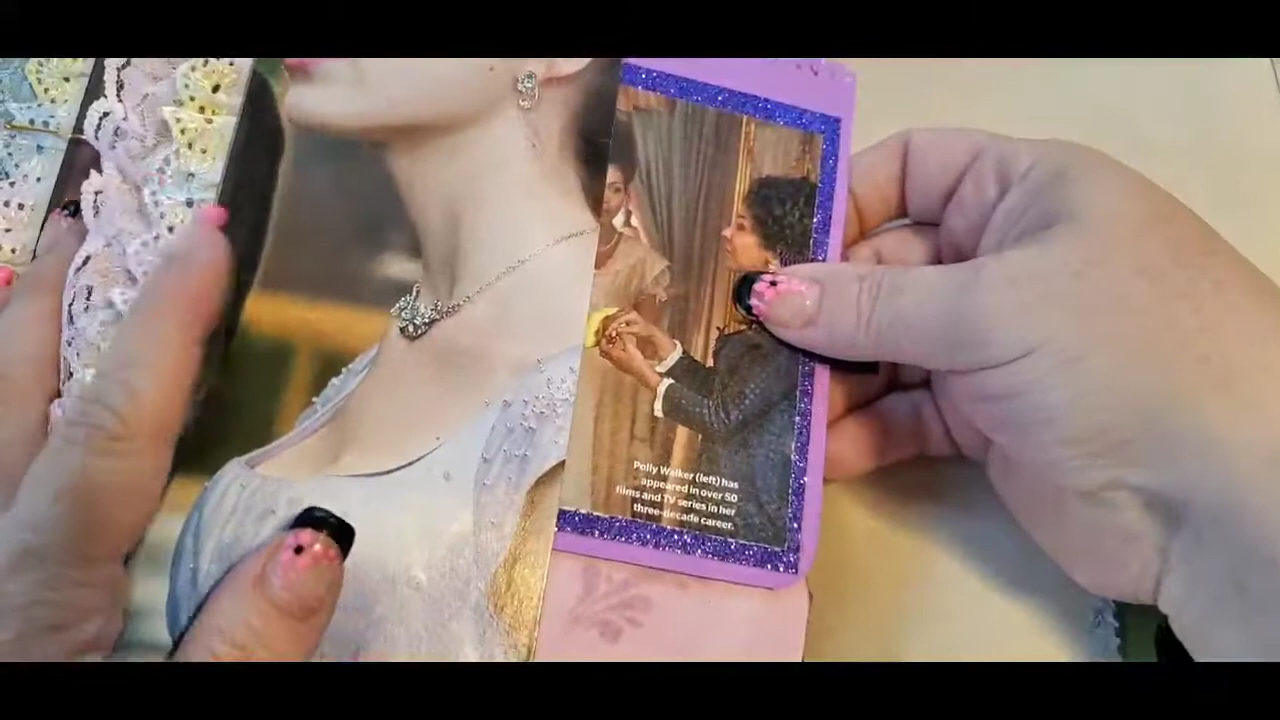 Polly Walker (left) has
appeared in over 50
films and TV series in her
three-decade career.